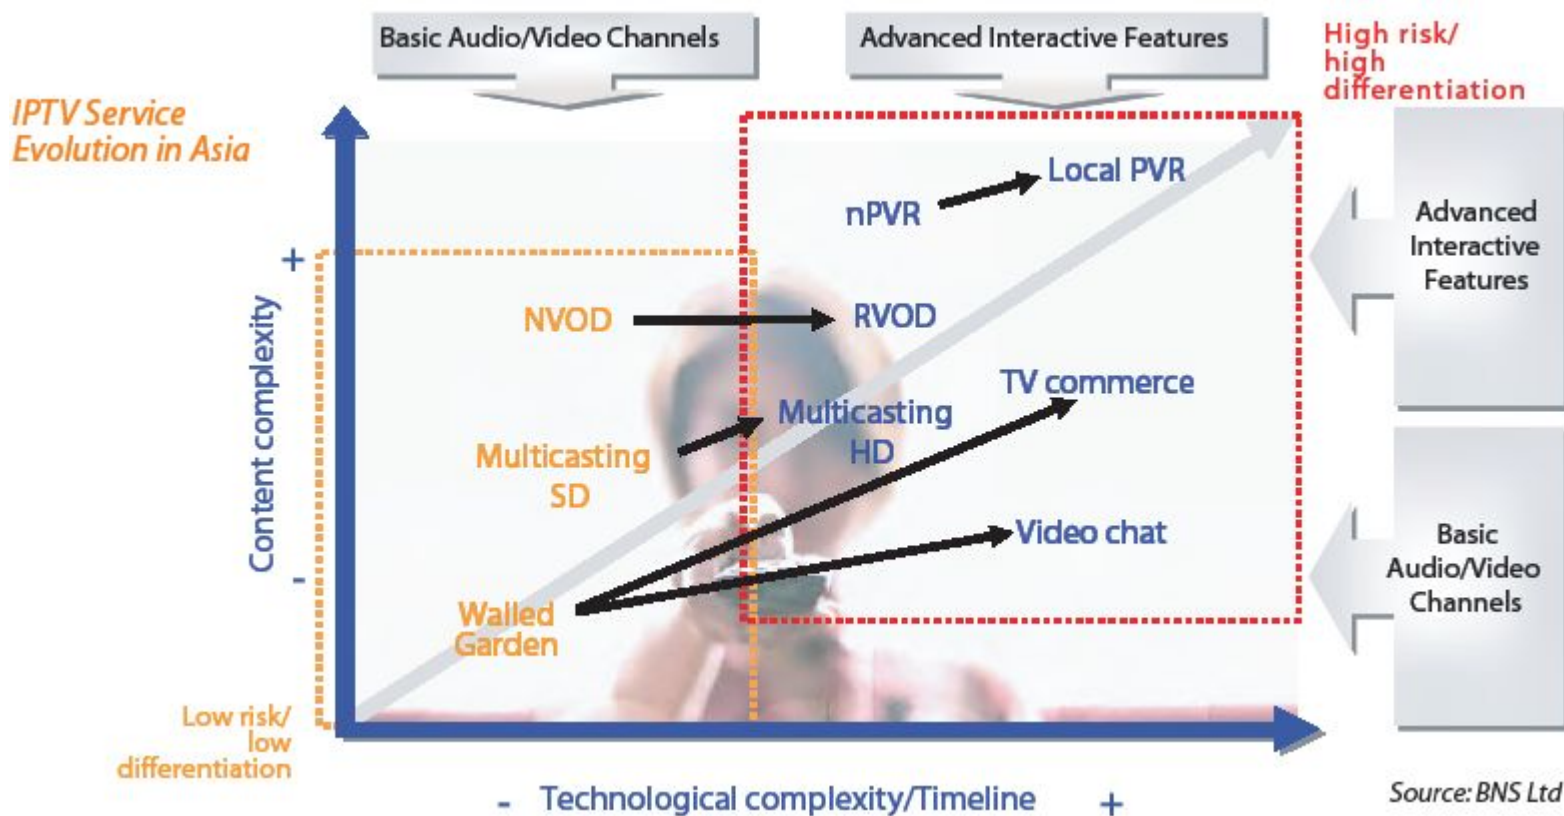 Basic Audio/Video Channels
Advanced Interactive Features
High risk/
high
differentiation
IPTV Service
Evolution in Asia
Local PVR
nPVR
Advanced
Interactive
Features
+
Content complexity
-
NVOD
RVOD
TV commerce
Multicasting
HD
Multicasting
SD
Video chat
Basic
Audio/Video
Channels
Walled
Garden
Low risk/
low
differentiation
- Technological complexity/Timeline +
Source: BNS Ltd